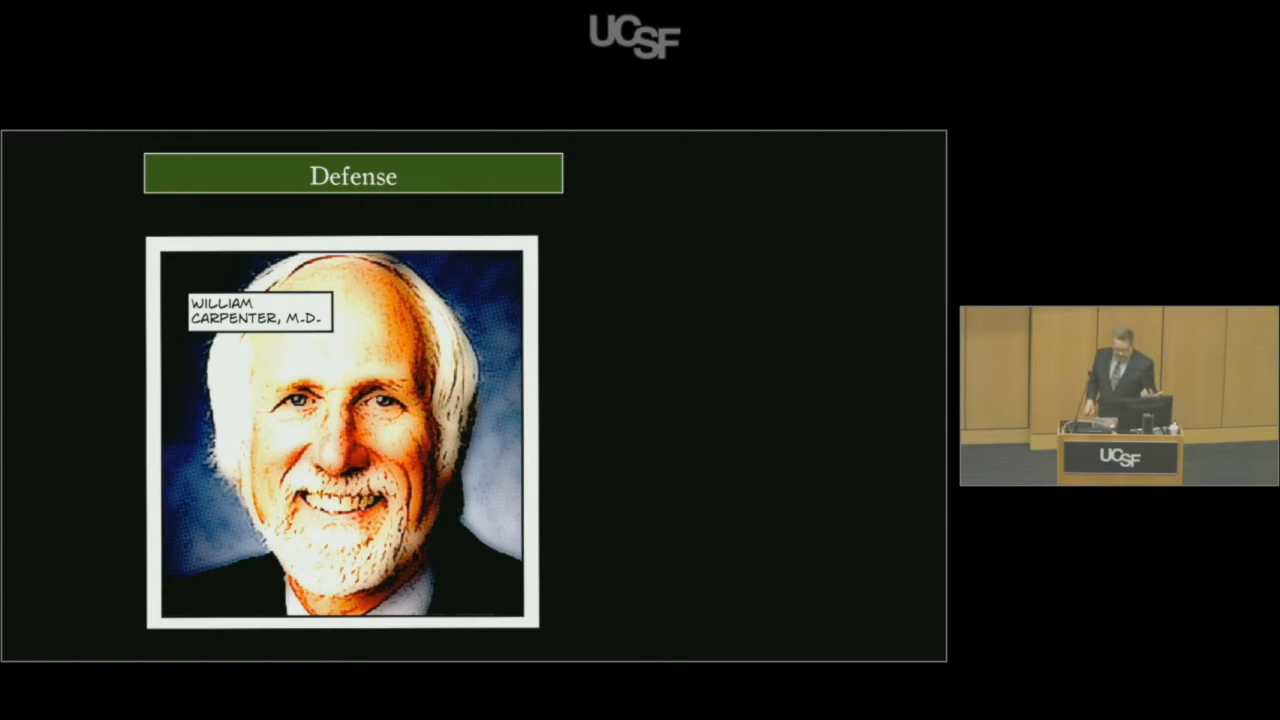 UCSF
Defense
WILLIAM
CARPENTER, M.D.
UCSF